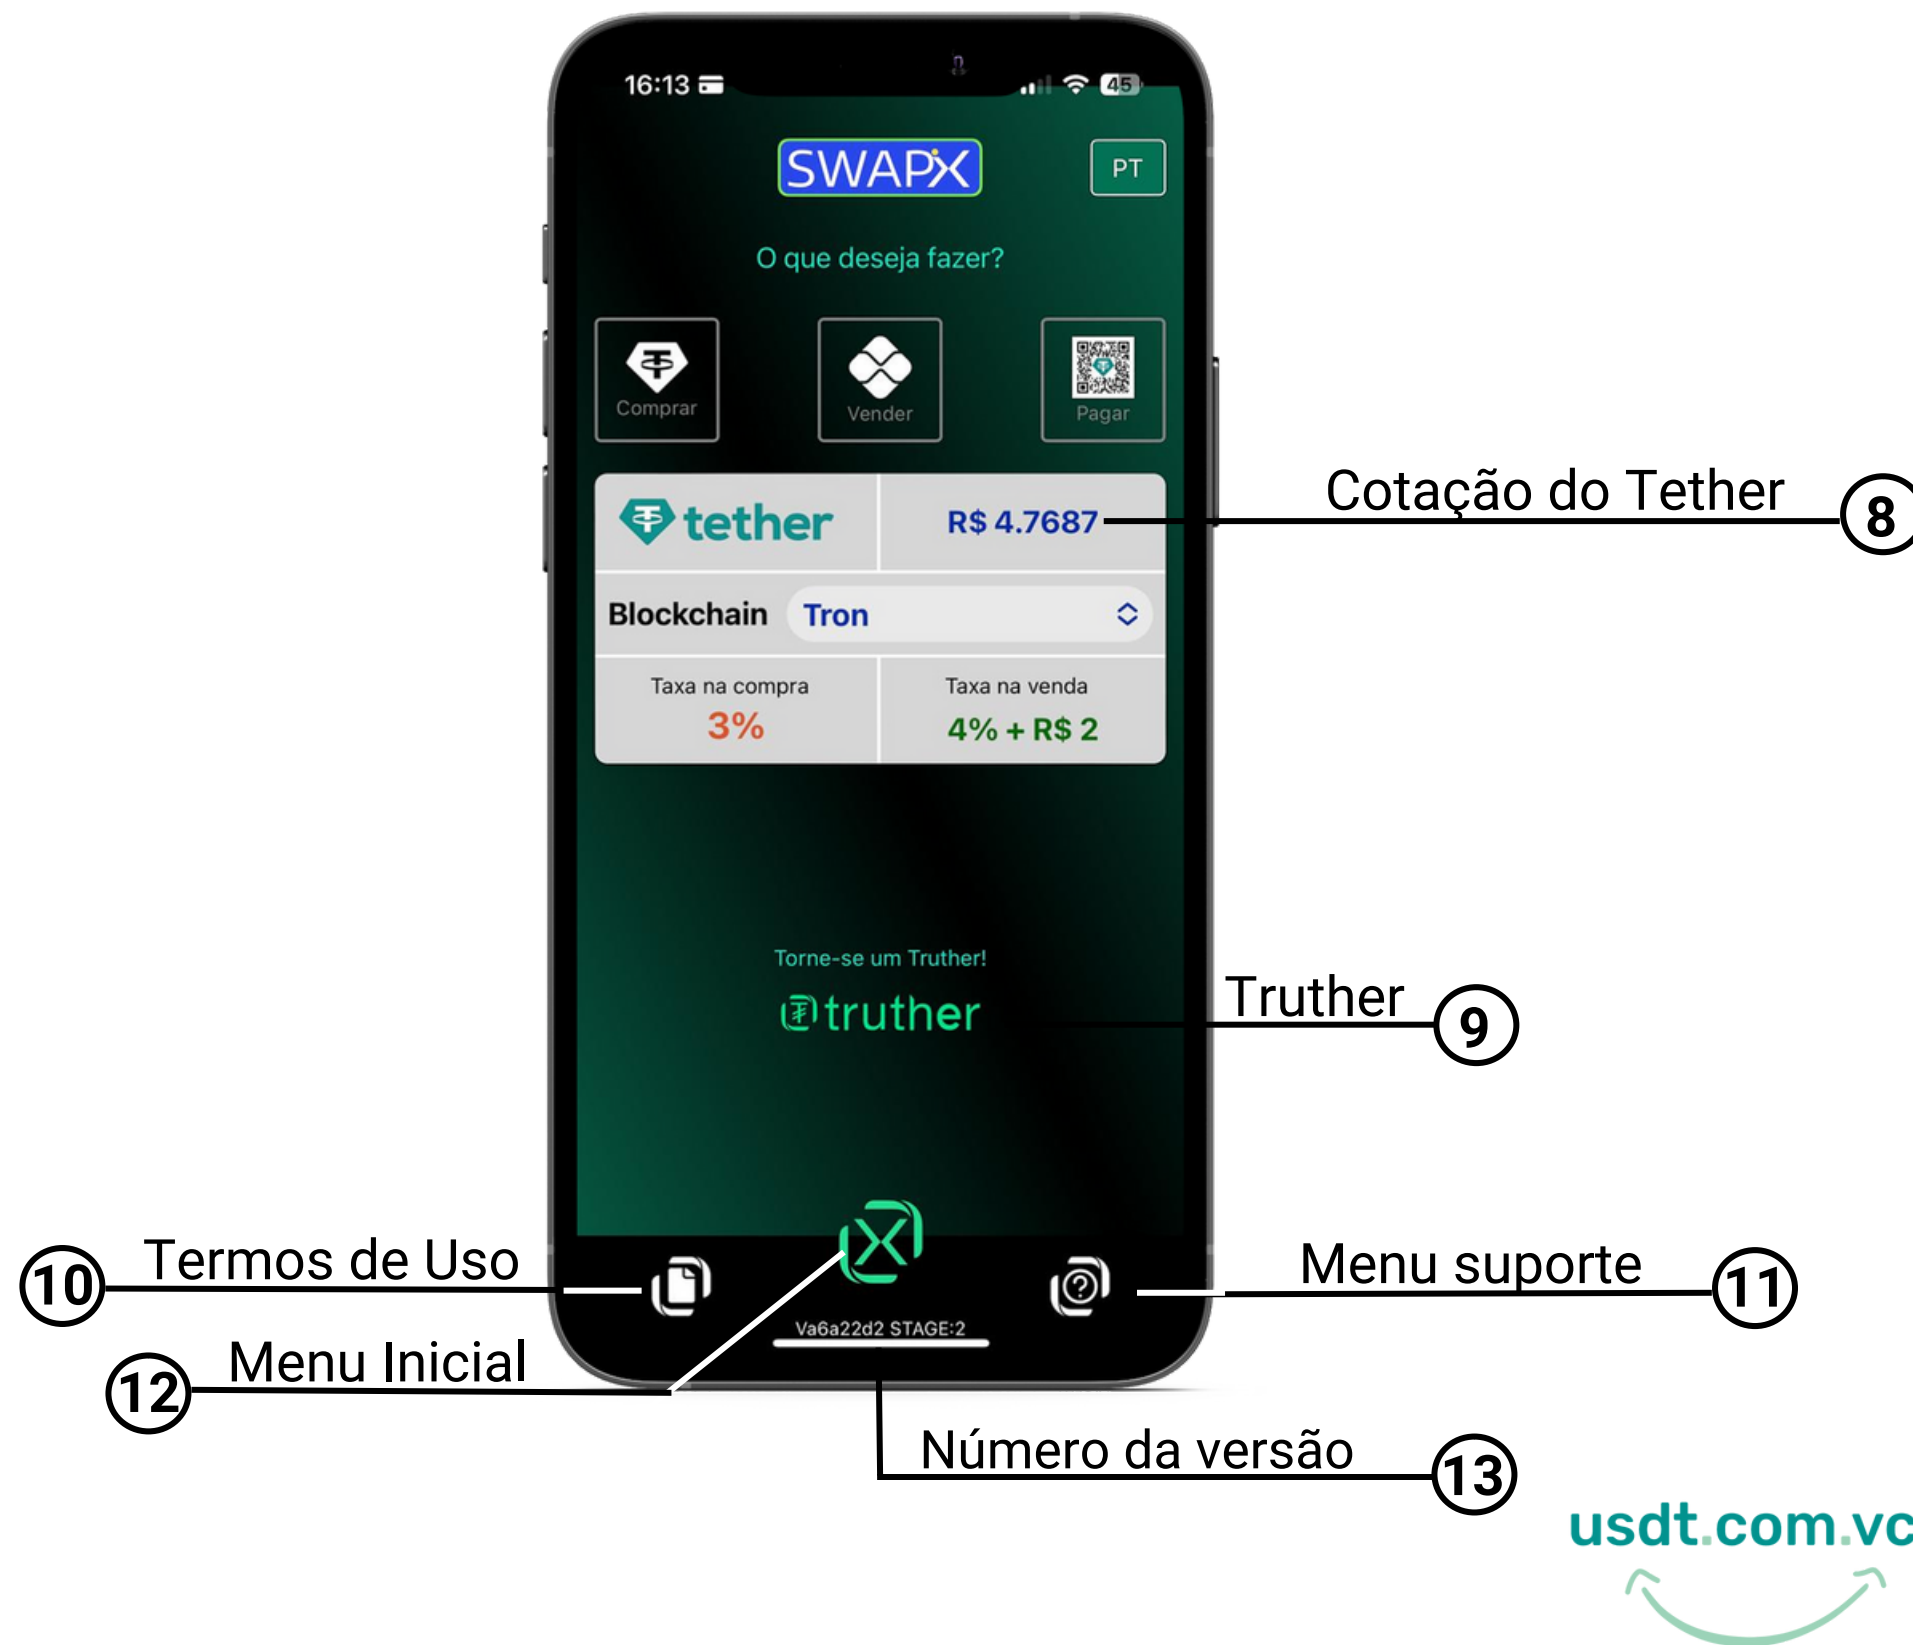 16:13
45
SWAPX
PT
O que deseja fazer?
Comprar
Vender
Pagar
tether
R$ 4.7687
Cotação do Tether
8
Blockchain
Tron
Taxa na compra
Taxa na venda
3%
4% + R$ 2
Torne-se um Truther!
truther
Truther
9
10
Termos de Uso
Menu suporte
11
Va6a22d2 STAGE:2
12
Menu Inicial
Número da versão
13
usdt.com.vc